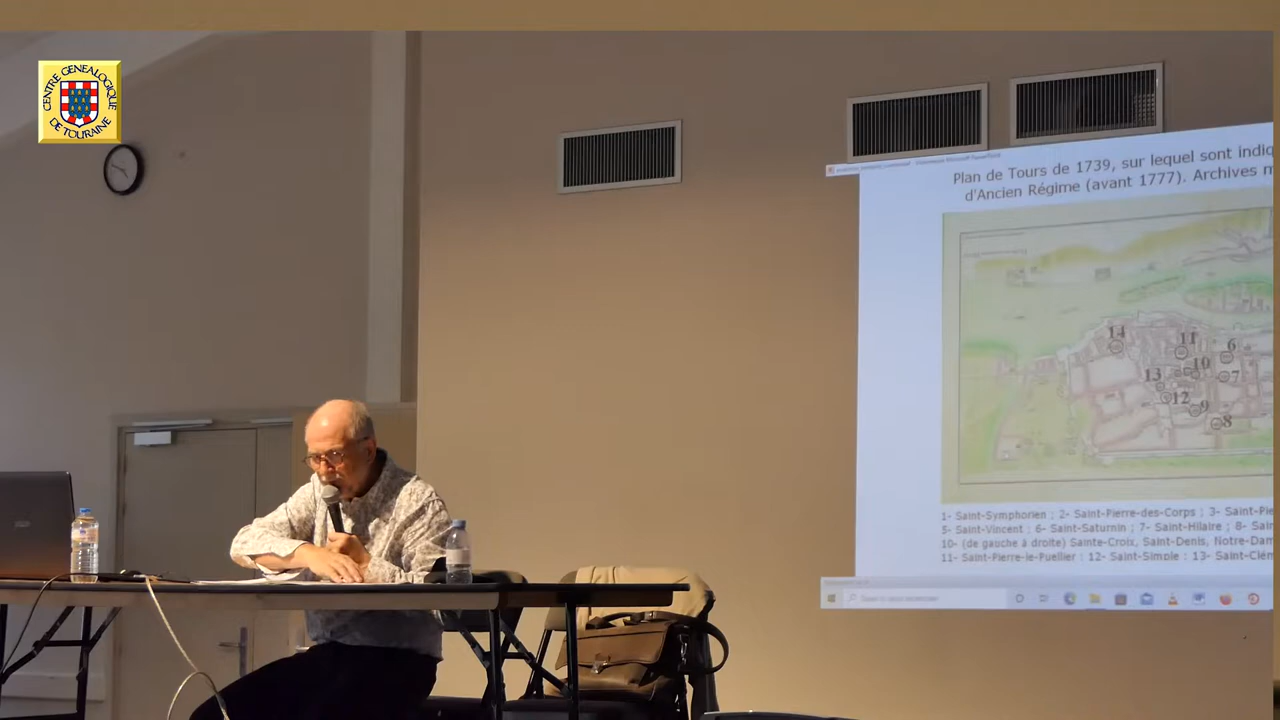 CENTRE GENEALOGIQUE
DE TOURAINE
Plan de Tours de 1739, sur lequel sont indiq
d'Ancien Régime (avant 1777). Archives m
14
11
6
10
13
7
12
9
8
1- Saint-Symphorien ; 2- Saint-Pierre-des-Corps ; 3- Saint-Pie
5- Saint-Vincent ; 6- Saint-Saturnin ; 7- Saint-Hilaire ; 8- Sain
10- (de gauche à droite) Sainte-Croix, Saint-Denis, Notre-Dam
11- Saint-Pierre-le-Puellier ; 12- Saint-Simple ; 13- Saint-Clém